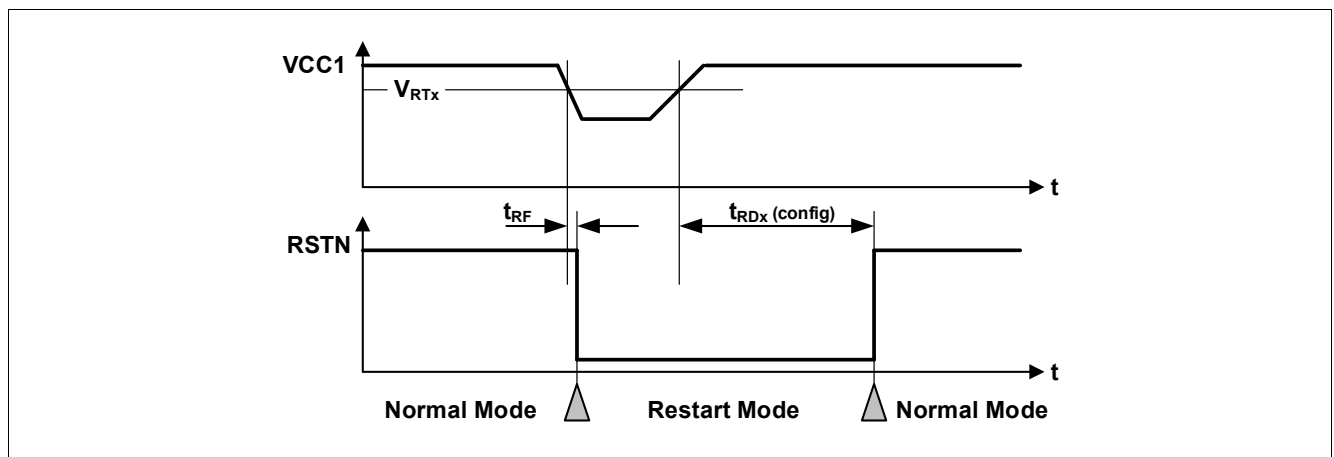 VCC1
VRTx
t
tRF
tRDx (config)
RSTN
t
Normal Mode
Restart Mode
Normal Mode